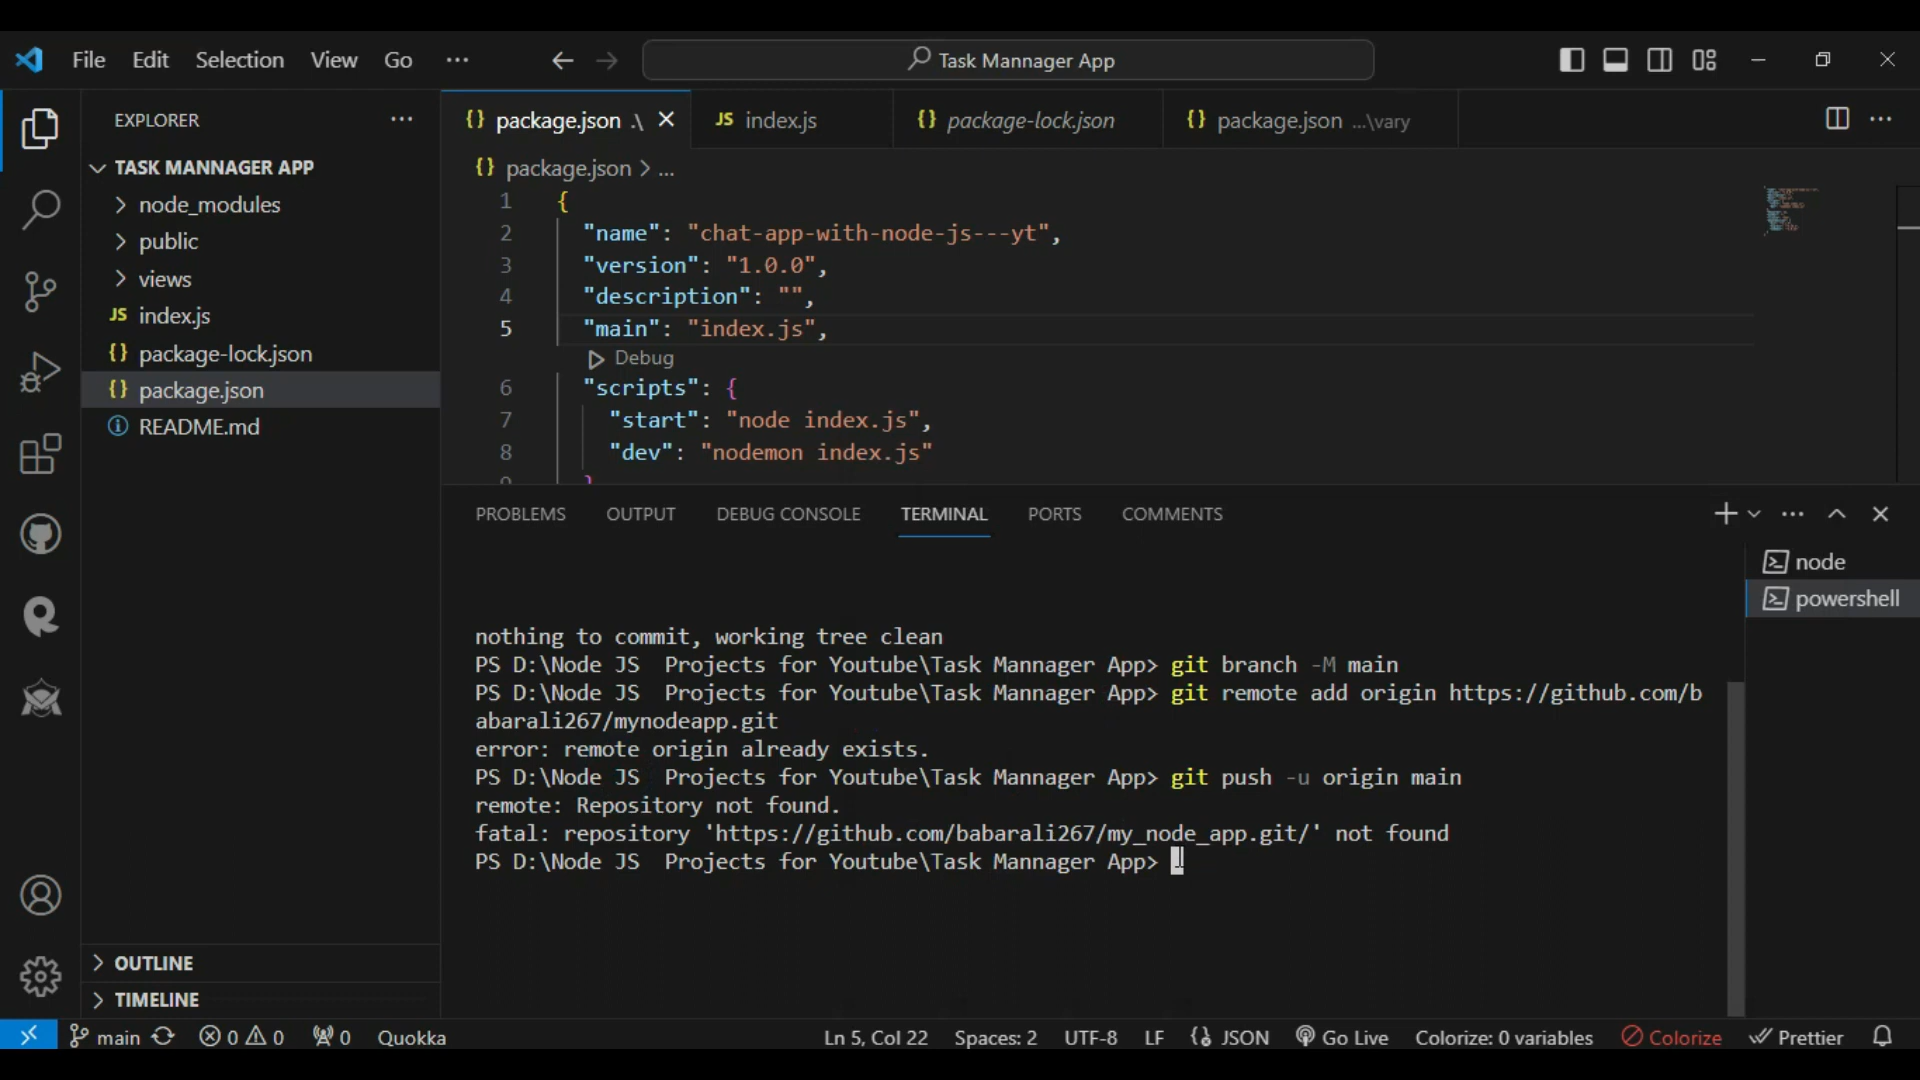 File Edit Selection View Go ... Task Mannager App
EXPLORER ...
package.json .\ JS index.js {} package-lock.json {} package.json ...\vary ...
TASK MANNAGER APP
{} package.json > ...
node_modules
public
views
JS index.js
{} package-lock.json
{} package.json
README.md
1 {
2 "name": "chat-app-with-node-js---yt",
3 "version": "1.0.0",
4 "description": "",
5 "main": "index.js",
Debug
6 "scripts": {
7 "start": "node index.js",
8 "dev": "nodemon index.js"
PROBLEMS OUTPUT DEBUG CONSOLE TERMINAL PORTS COMMENTS
node
powershell
nothing to commit, working tree clean
PS D:\Node JS  Projects for Youtube\Task Mannager App> git branch -M main
PS D:\Node JS  Projects for Youtube\Task Mannager App> git remote add origin https://github.com/b
abarali267/mynodeapp.git
error: remote origin already exists.
PS D:\Node JS  Projects for Youtube\Task Mannager App> git push -u origin main
remote: Repository not found.
fatal: repository 'https://github.com/babarali267/my_node_app.git/' not found
PS D:\Node JS  Projects for Youtube\Task Mannager App>
OUTLINE
TIMELINE
main 0 0 0 Quokka Ln 5, Col 22 Spaces: 2 UTF-8 LF JSON Go Live Colorize: 0 variables Colorize Prettier